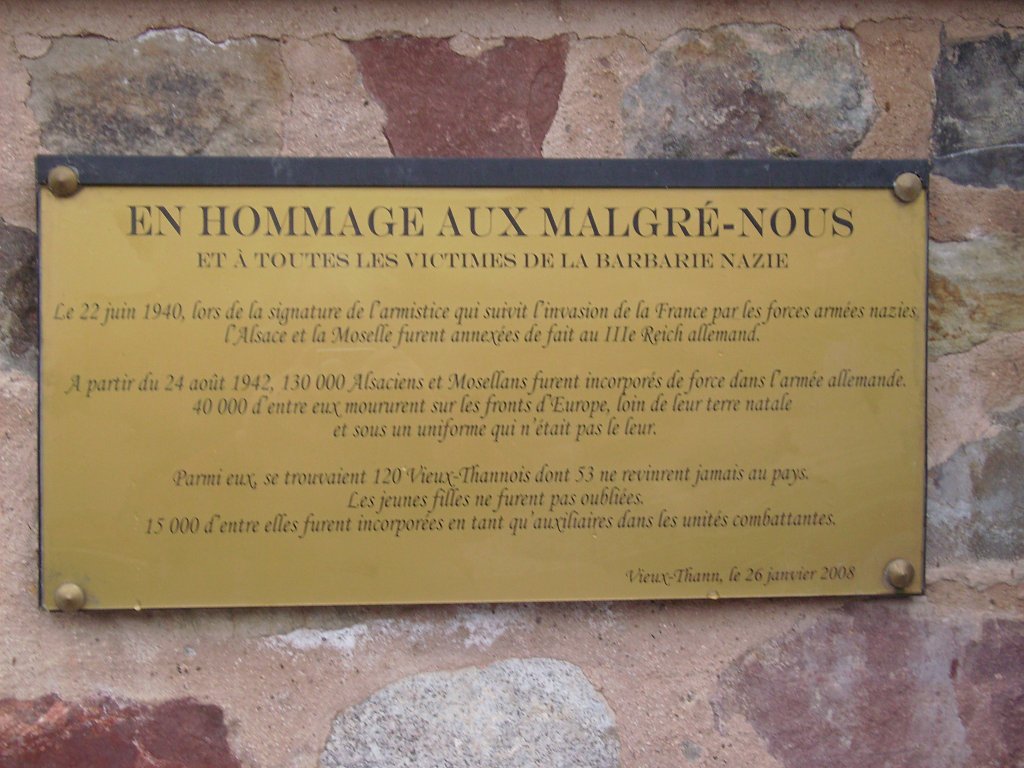 EN HOMMAGE AUX MALGRÉ-NOUS
ET À TOUTES LES VICTIMES DE LA BARBARIE NAZIE
Le 22 juin 1940, lors de la signature de l'armistice qui suivit l'invasion de la France par les forces armées nazies,
l'Alsace et la Moselle furent annexées de fait au IIIe Reich allemand.
A partir du 24 août 1942, 130 000 Alsaciens et Mosellans furent incorporés de force dans l'armée allemande.
40 000 d'entre eux moururent sur les fronts d'Europe, loin de leur terre natale
et sous un uniforme qui n'était pas le leur.
Parmi eux, se trouvaient 120 Vieux-Thannois dont 53 ne revinrent jamais au pays.
Les jeunes filles ne furent pas oubliées.
15 000 d'entre elles furent incorporées en tant qu'auxiliaires dans les unités combattantes.
Vieux-Thann, le 26 janvier 2008